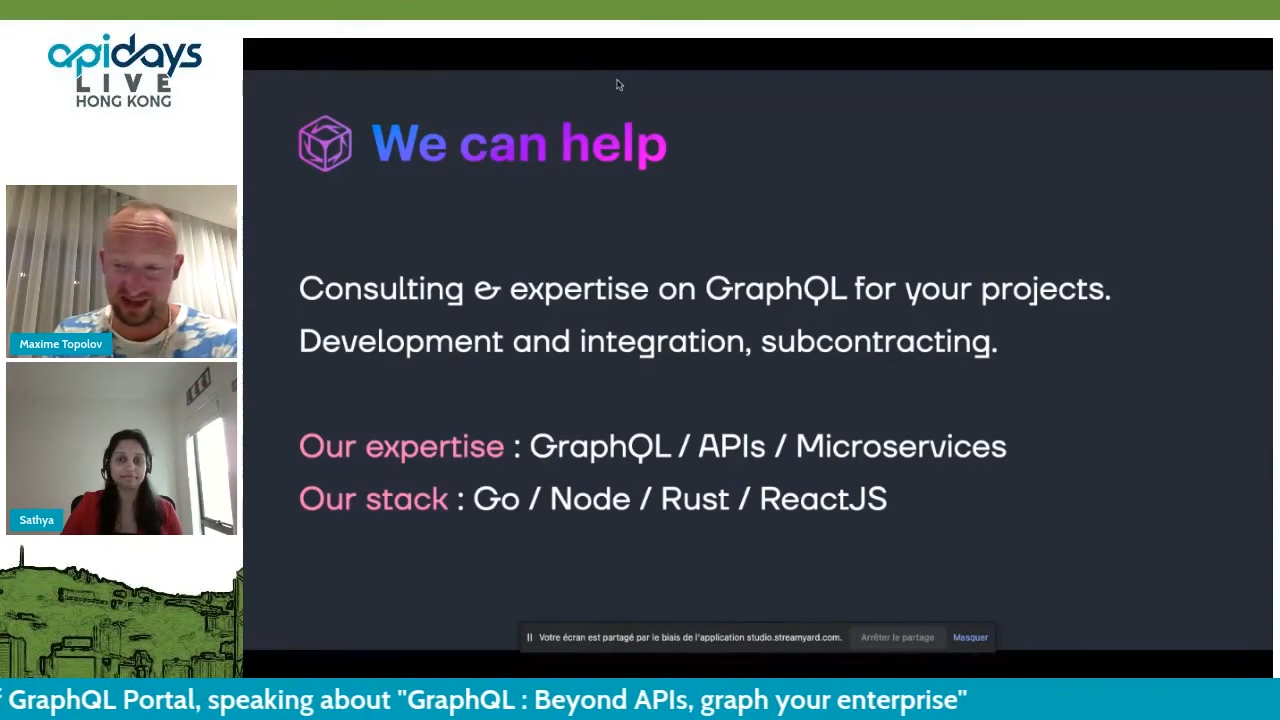 apidays
LIVE
HONG KONG
We can help
Consulting & expertise on GraphQL for your projects.
Development and integration, subcontracting.
Our expertise : GraphQL / APIs / Microservices
Our stack : Go / Node / Rust / ReactJS
Maxime Topolov
Sathya
Votre écran est partagé par le biais de l'application studio.streamyard.com.
Arrêter le partage
Masquer
GraphQL Portal, speaking about "GraphQL : Beyond APIs, graph your enterprise"